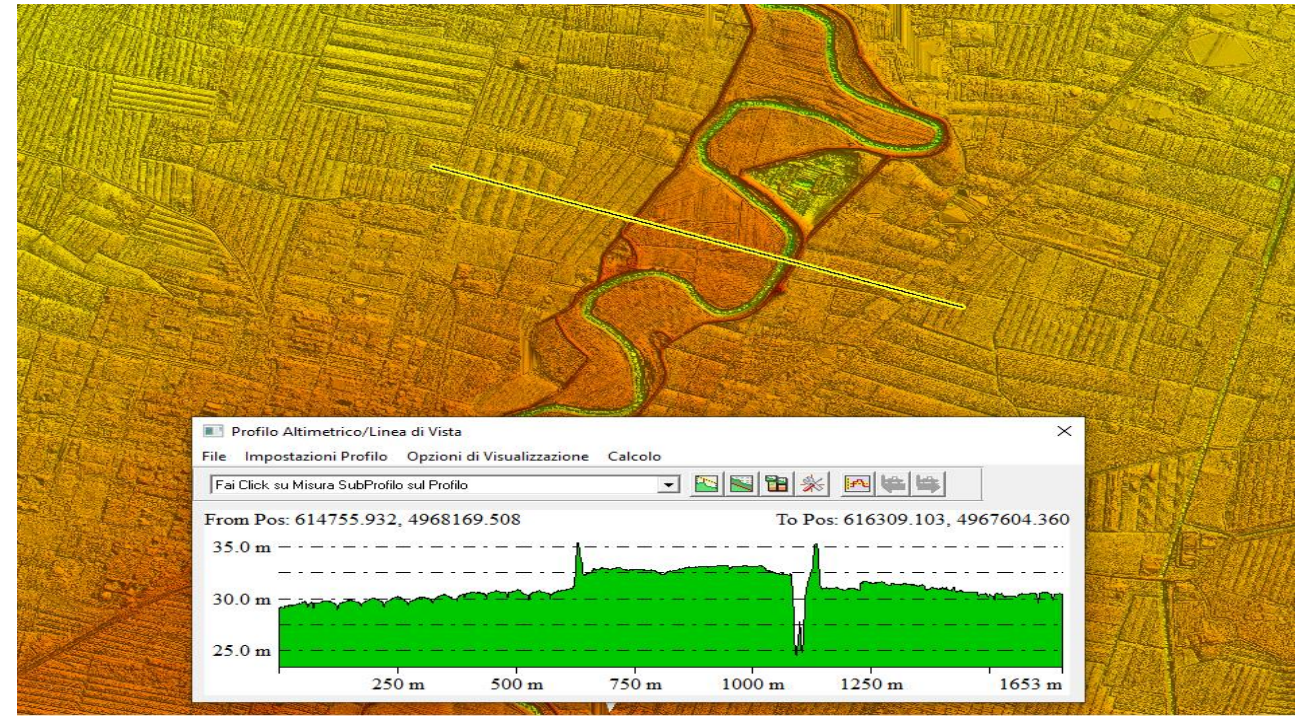 Profilo Altimetrico/Linea di Vista
File Impostazioni Profilo Opzioni di Visualizzazione Calcolo
Fai Click su Misura SubProfilo sul Profilo
From Pos: 614755.932, 4968169.508 To Pos: 616309.103, 4967604.360
35.0 m
30.0 m
25.0 m
250 m 500 m 750 m 1000 m 1250 m 1653 m